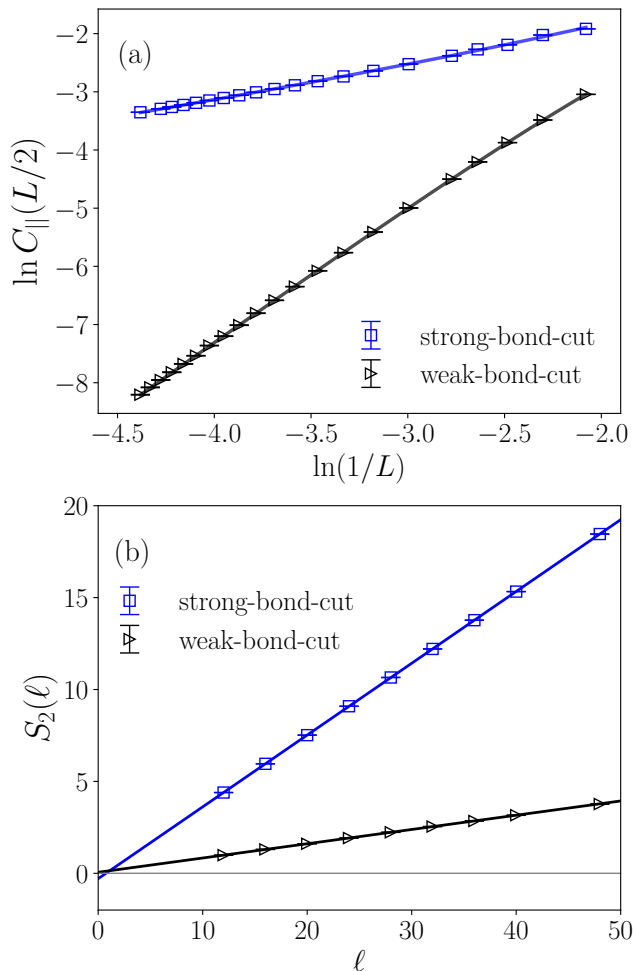 (a)
ln C_{||}(L/2)
−2
−3
−4
−5
−6
−7
−8
strong-bond-cut
weak-bond-cut
−4.5 −4.0 −3.5 −3.0 −2.5 −2.0
ln(1/L)
(b)
S_2(ℓ)
20
15
10
5
0
strong-bond-cut
weak-bond-cut
0 10 20 30 40 50
ℓ